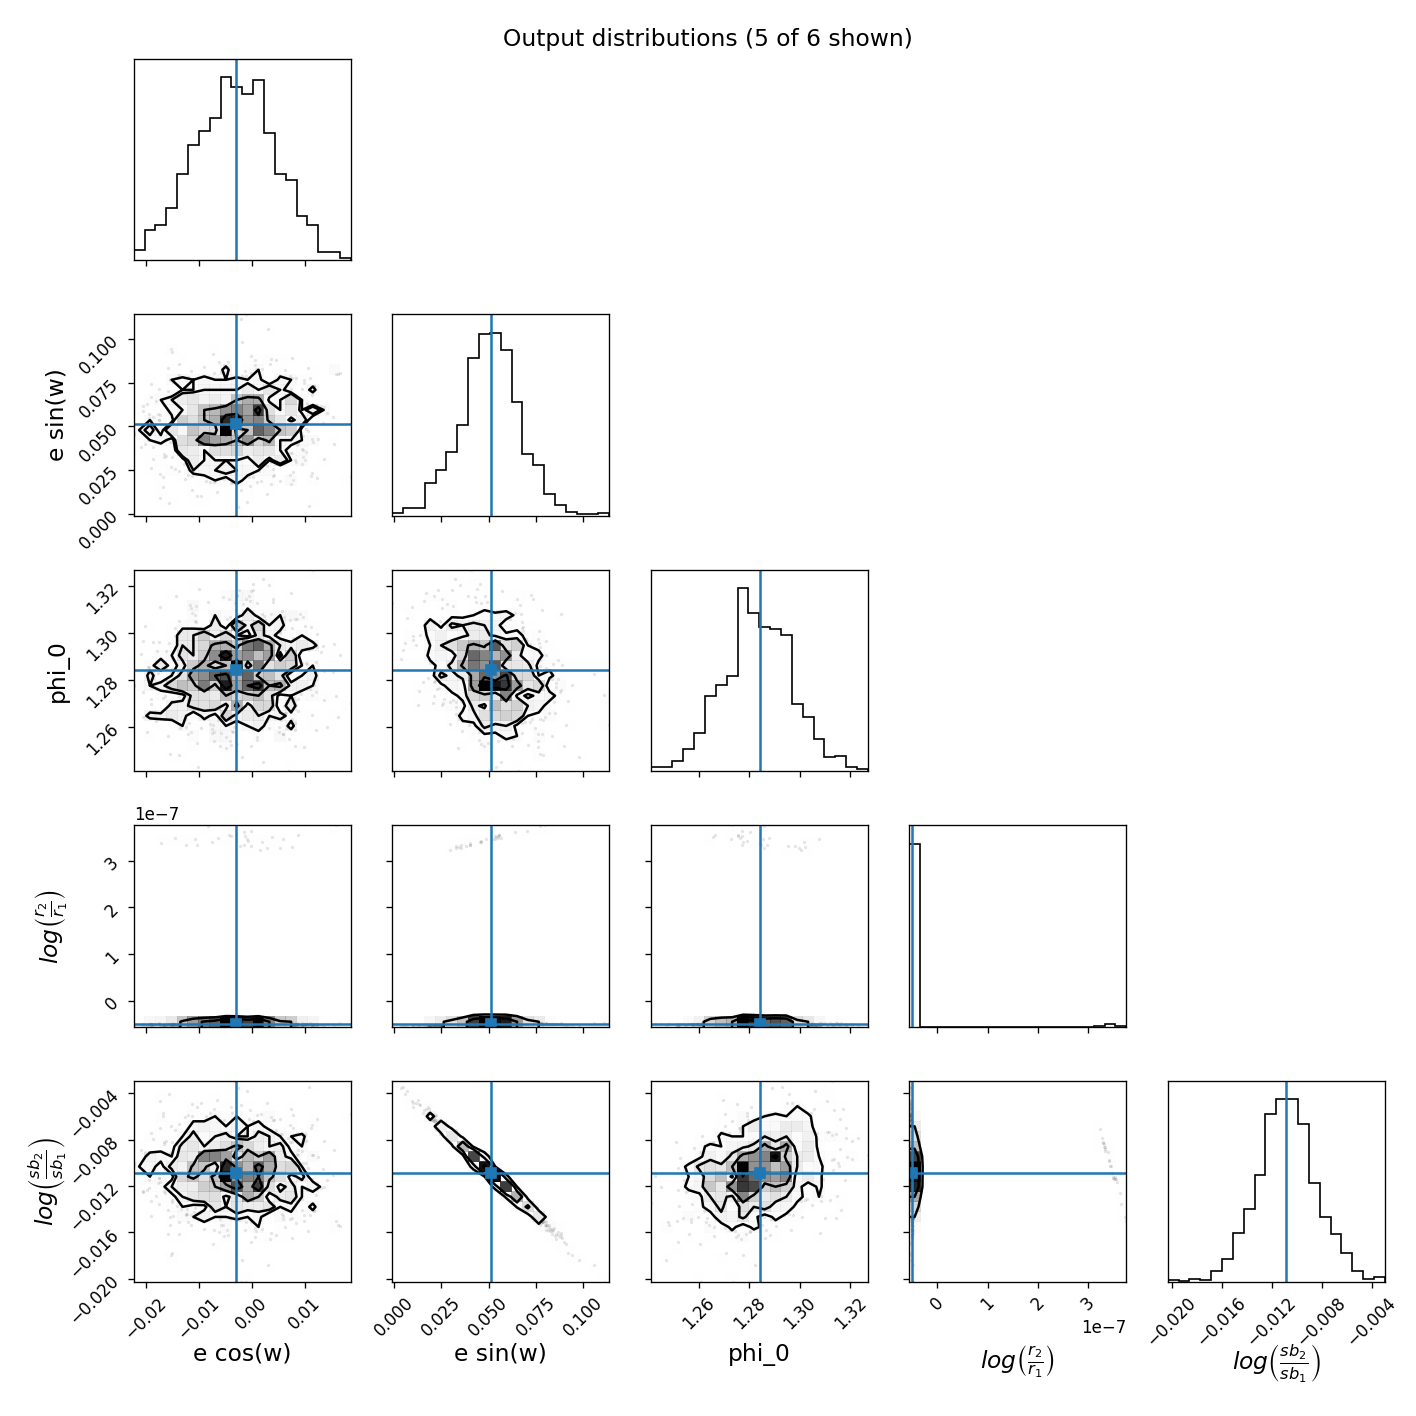 Output distributions (5 of 6 shown)
e sin(w)
0.100
0.075
0.050
0.025
0.000
phi_0
1.32
1.30
1.28
1.26
1e−7
log(r₂/r₁)
3
2
1
0
log(sb₂/sb₁)
−0.004
−0.008
−0.012
−0.016
−0.020
−0.02 −0.01 0.00 0.01
e cos(w)
0.000 0.025 0.050 0.075 0.100
e sin(w)
1.26 1.28 1.30 1.32
phi_0
0 1 2 3
1e−7
log(r₂/r₁)
−0.020 −0.016 −0.012 −0.008 −0.004
log(sb₂/sb₁)